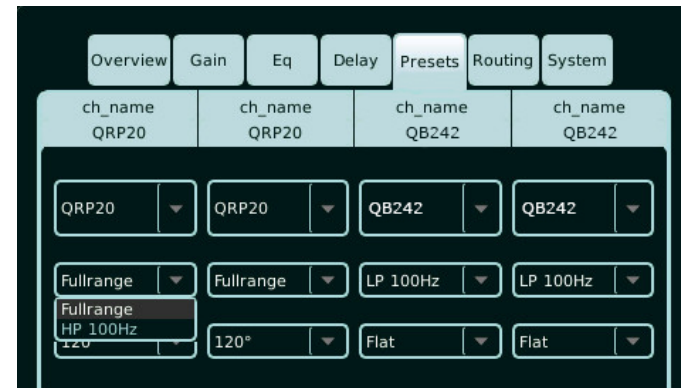 Overview Gain Eq Delay Presets Routing System
ch_name ch_name ch_name ch_name
QRP20 QRP20 QB242 QB242
QRP20 QRP20 QB242 QB242
Fullrange Fullrange LP 100Hz LP 100Hz
Fullrange
HP 100Hz
120° 120° Flat Flat